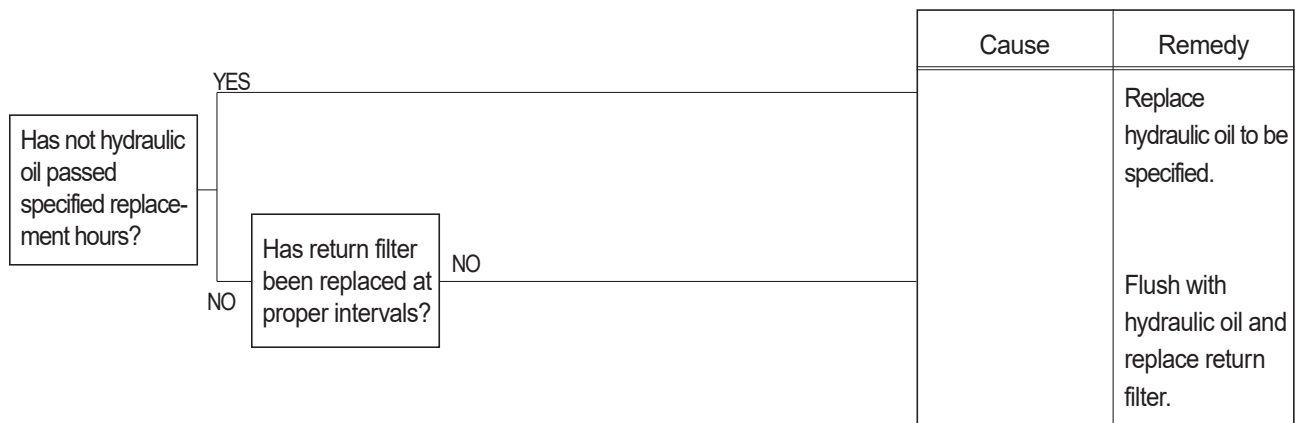 Cause
Remedy
YES
Replace
hydraulic oil to be
specified.
Has not hydraulic
oil passed
specified replace-
ment hours?
NO
Has return filter
been replaced at
proper intervals?
NO
Flush with
hydraulic oil and
replace return
filter.